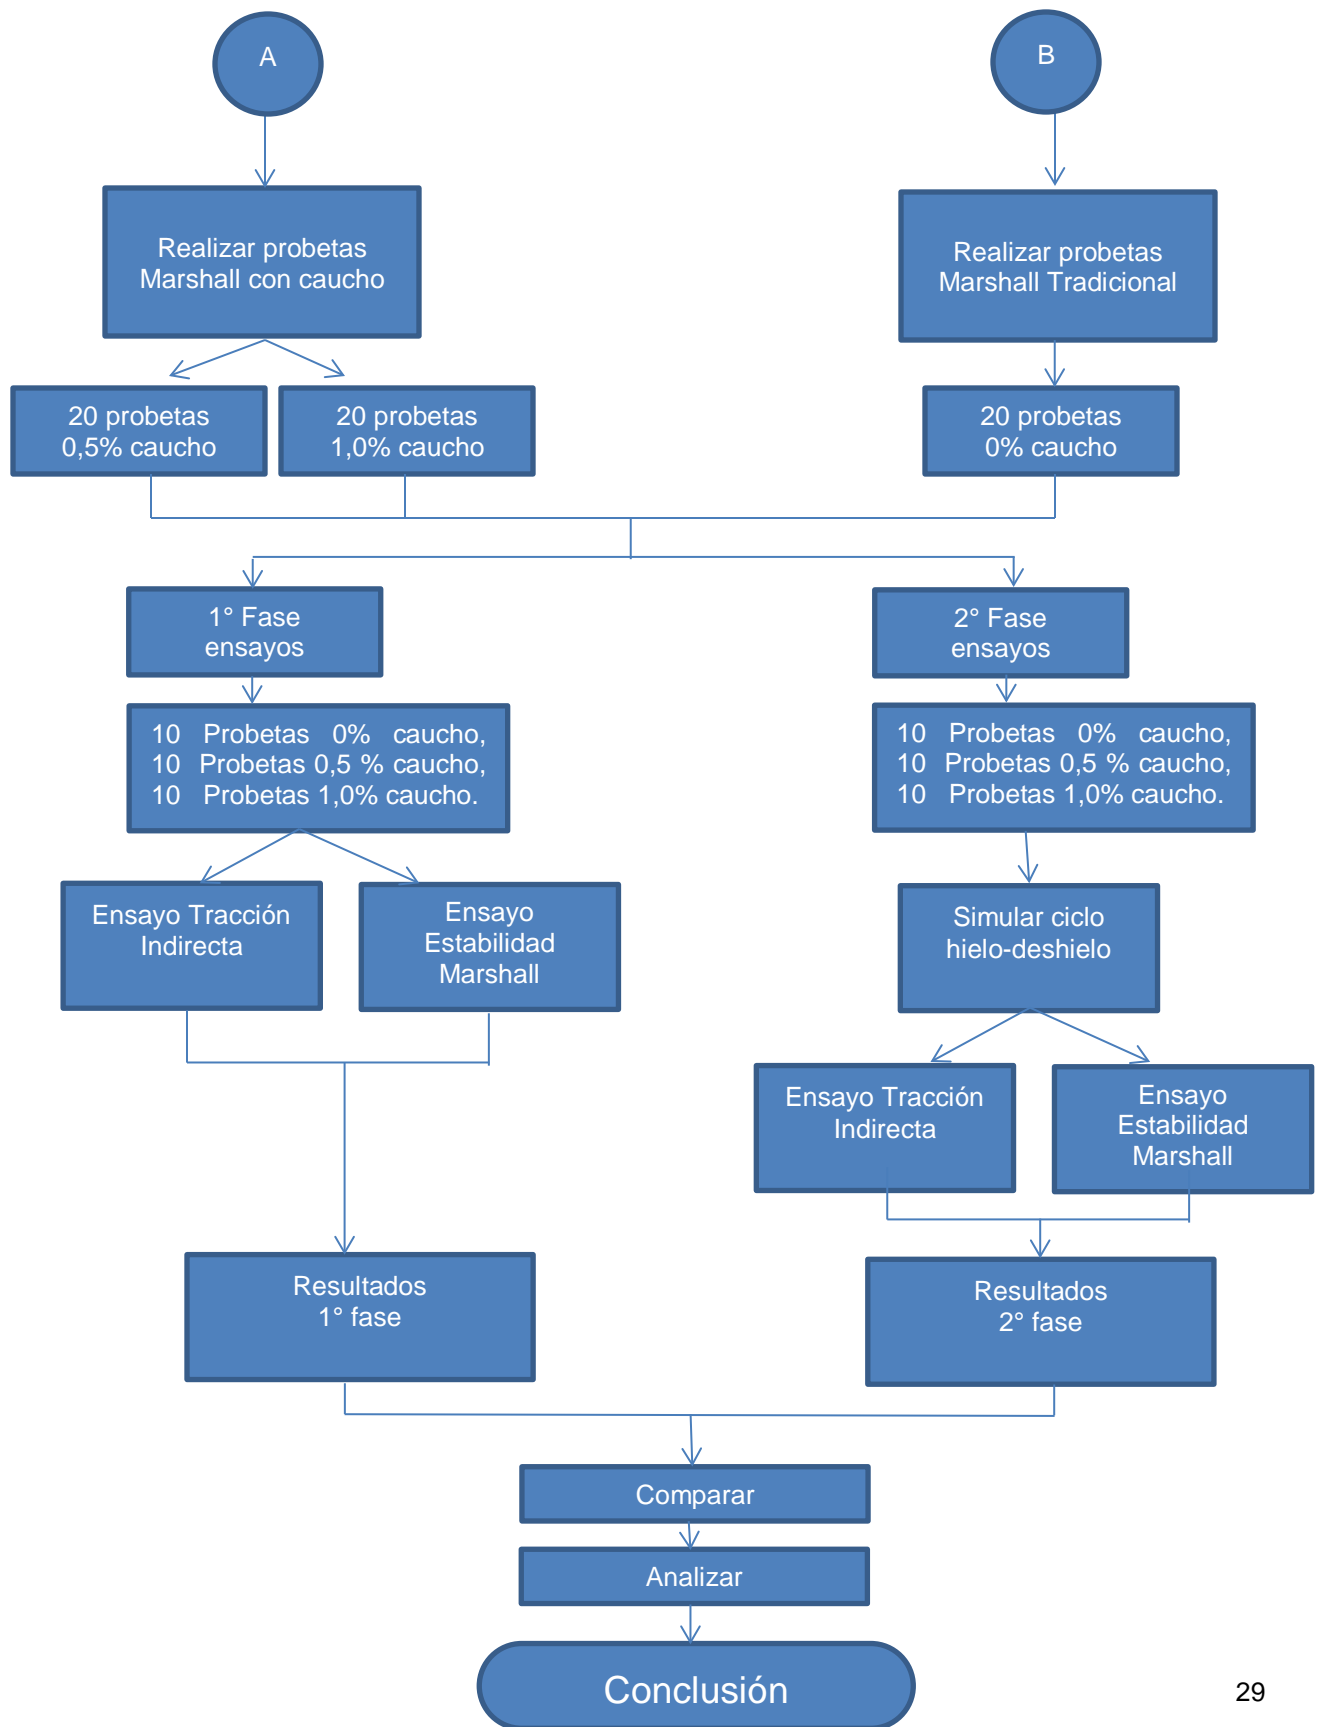 A
B
Realizar probetas
Marshall con caucho
Realizar probetas
Marshall Tradicional
20 probetas
0,5% caucho
20 probetas
1,0% caucho
20 probetas
0% caucho
1° Fase
ensayos
2° Fase
ensayos
10 Probetas 0% caucho,
10 Probetas 0,5 % caucho,
10 Probetas 1,0% caucho.
10 Probetas 0% caucho,
10 Probetas 0,5 % caucho,
10 Probetas 1,0% caucho.
Ensayo Tracción
Indirecta
Ensayo
Estabilidad
Marshall
Simular ciclo
hielo-deshielo
Ensayo Tracción
Indirecta
Ensayo
Estabilidad
Marshall
Resultados
1° fase
Resultados
2° fase
Comparar
Analizar
Conclusión
29